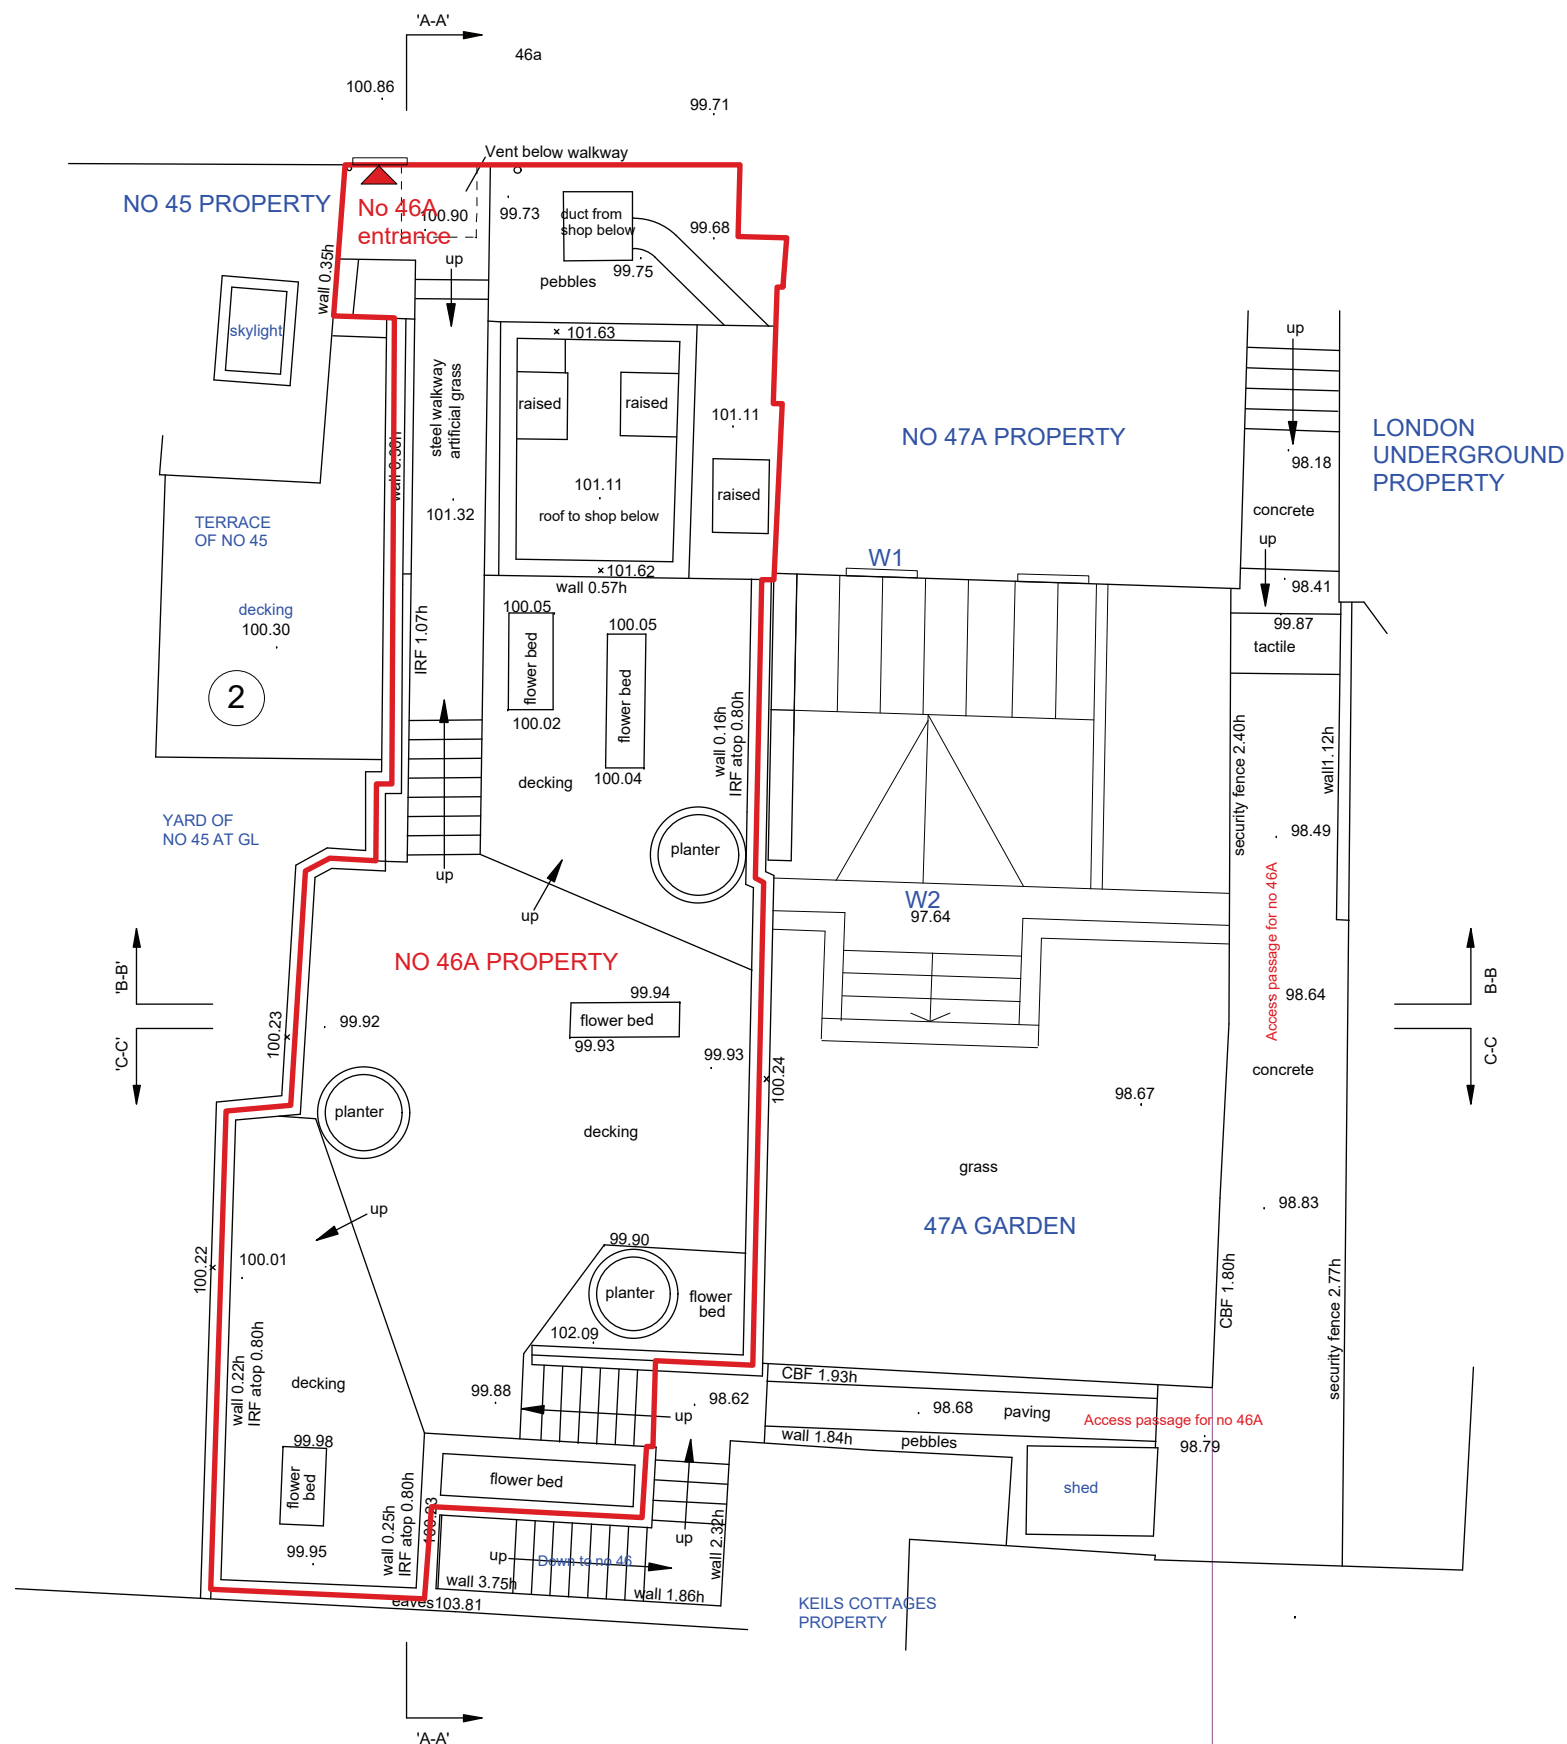 'A-A'
46a
100.86
99.71
Vent below walkway
NO 45 PROPERTY
No 46A
entrance
100.90
99.73
duct from
shop below
99.68
99.75
pebbles
up
wall 0.35h
skylight
101.63
steel walkway
artificial grass
raised
raised
101.11
raised
101.11
roof to shop below
101.32
101.62
wall 0.57h
NO 47A PROPERTY
up
98.18
concrete
up
98.41
99.87
tactile
LONDON
UNDERGROUND
PROPERTY
TERRACE
OF NO 45
decking
100.30
2
IRF 1.07h
100.05
flower bed
100.02
100.05
flower bed
100.04
decking
wall 0.16h
IRF atop 0.80h
W1
W2
97.64
security fence 2.40h
wall1.12h
98.49
YARD OF
NO 45 AT GL
up
up
planter
NO 46A PROPERTY
Access passage for no 46A
98.64
'B-B'
'C-C'
B-B
C-C
100.23
99.92
99.94
flower bed
99.93
99.93
100.24
98.67
concrete
planter
decking
grass
47A GARDEN
98.83
up
100.22
100.01
99.90
planter
flower
bed
102.09
CBF 1.80h
security fence 2.77h
wall 0.22h
IRF atop 0.80h
decking
99.88
up
98.62
CBF 1.93h
98.68
paving
Access passage for no 46A
98.79
wall 1.84h
pebbles
99.98
flower
bed
99.95
wall 0.25h
IRF atop 0.80h
100.23
flower bed
shed
up
Down to no 46
up
wall 2.32h
wall 3.75h
wall 1.86h
eaves103.81
KEILS COTTAGES
PROPERTY
'A-A'